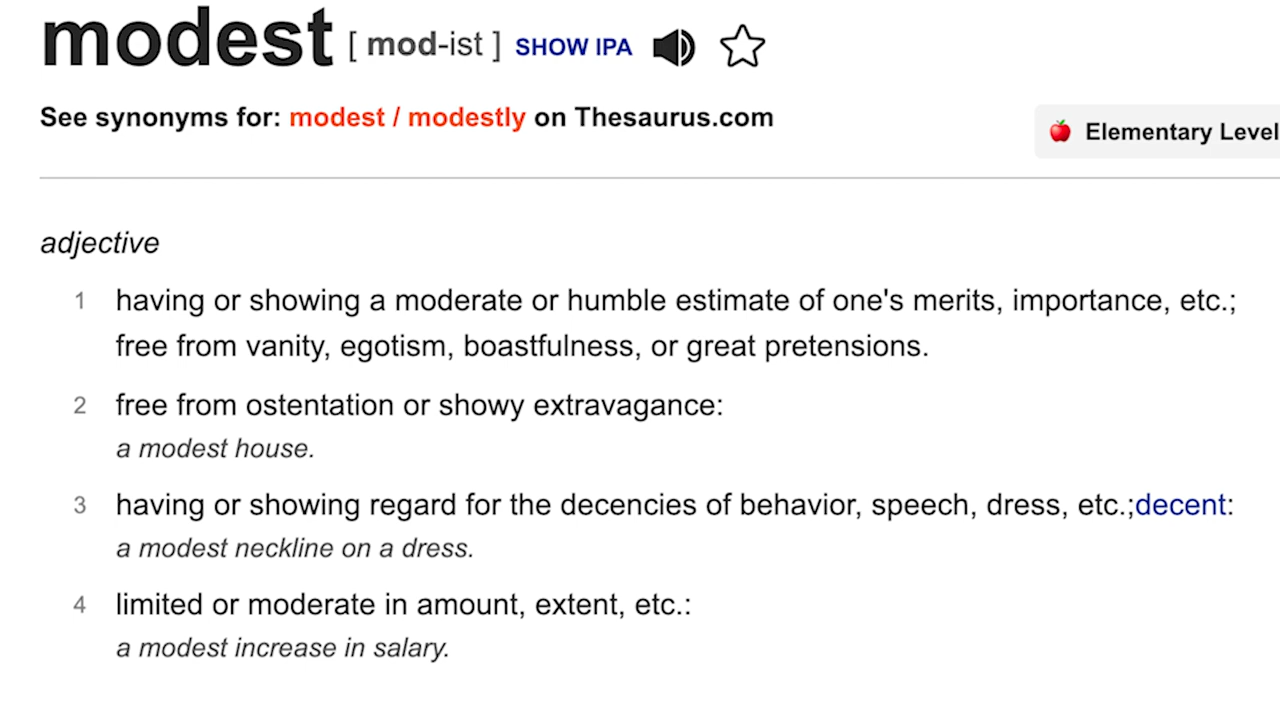 modest [ mod-ist ] SHOW IPA
See synonyms for: modest / modestly on Thesaurus.com
Elementary Level
adjective
1 having or showing a moderate or humble estimate of one's merits, importance, etc.;
free from vanity, egotism, boastfulness, or great pretensions.
2 free from ostentation or showy extravagance:
a modest house.
3 having or showing regard for the decencies of behavior, speech, dress, etc.;decent:
a modest neckline on a dress.
4 limited or moderate in amount, extent, etc.:
a modest increase in salary.